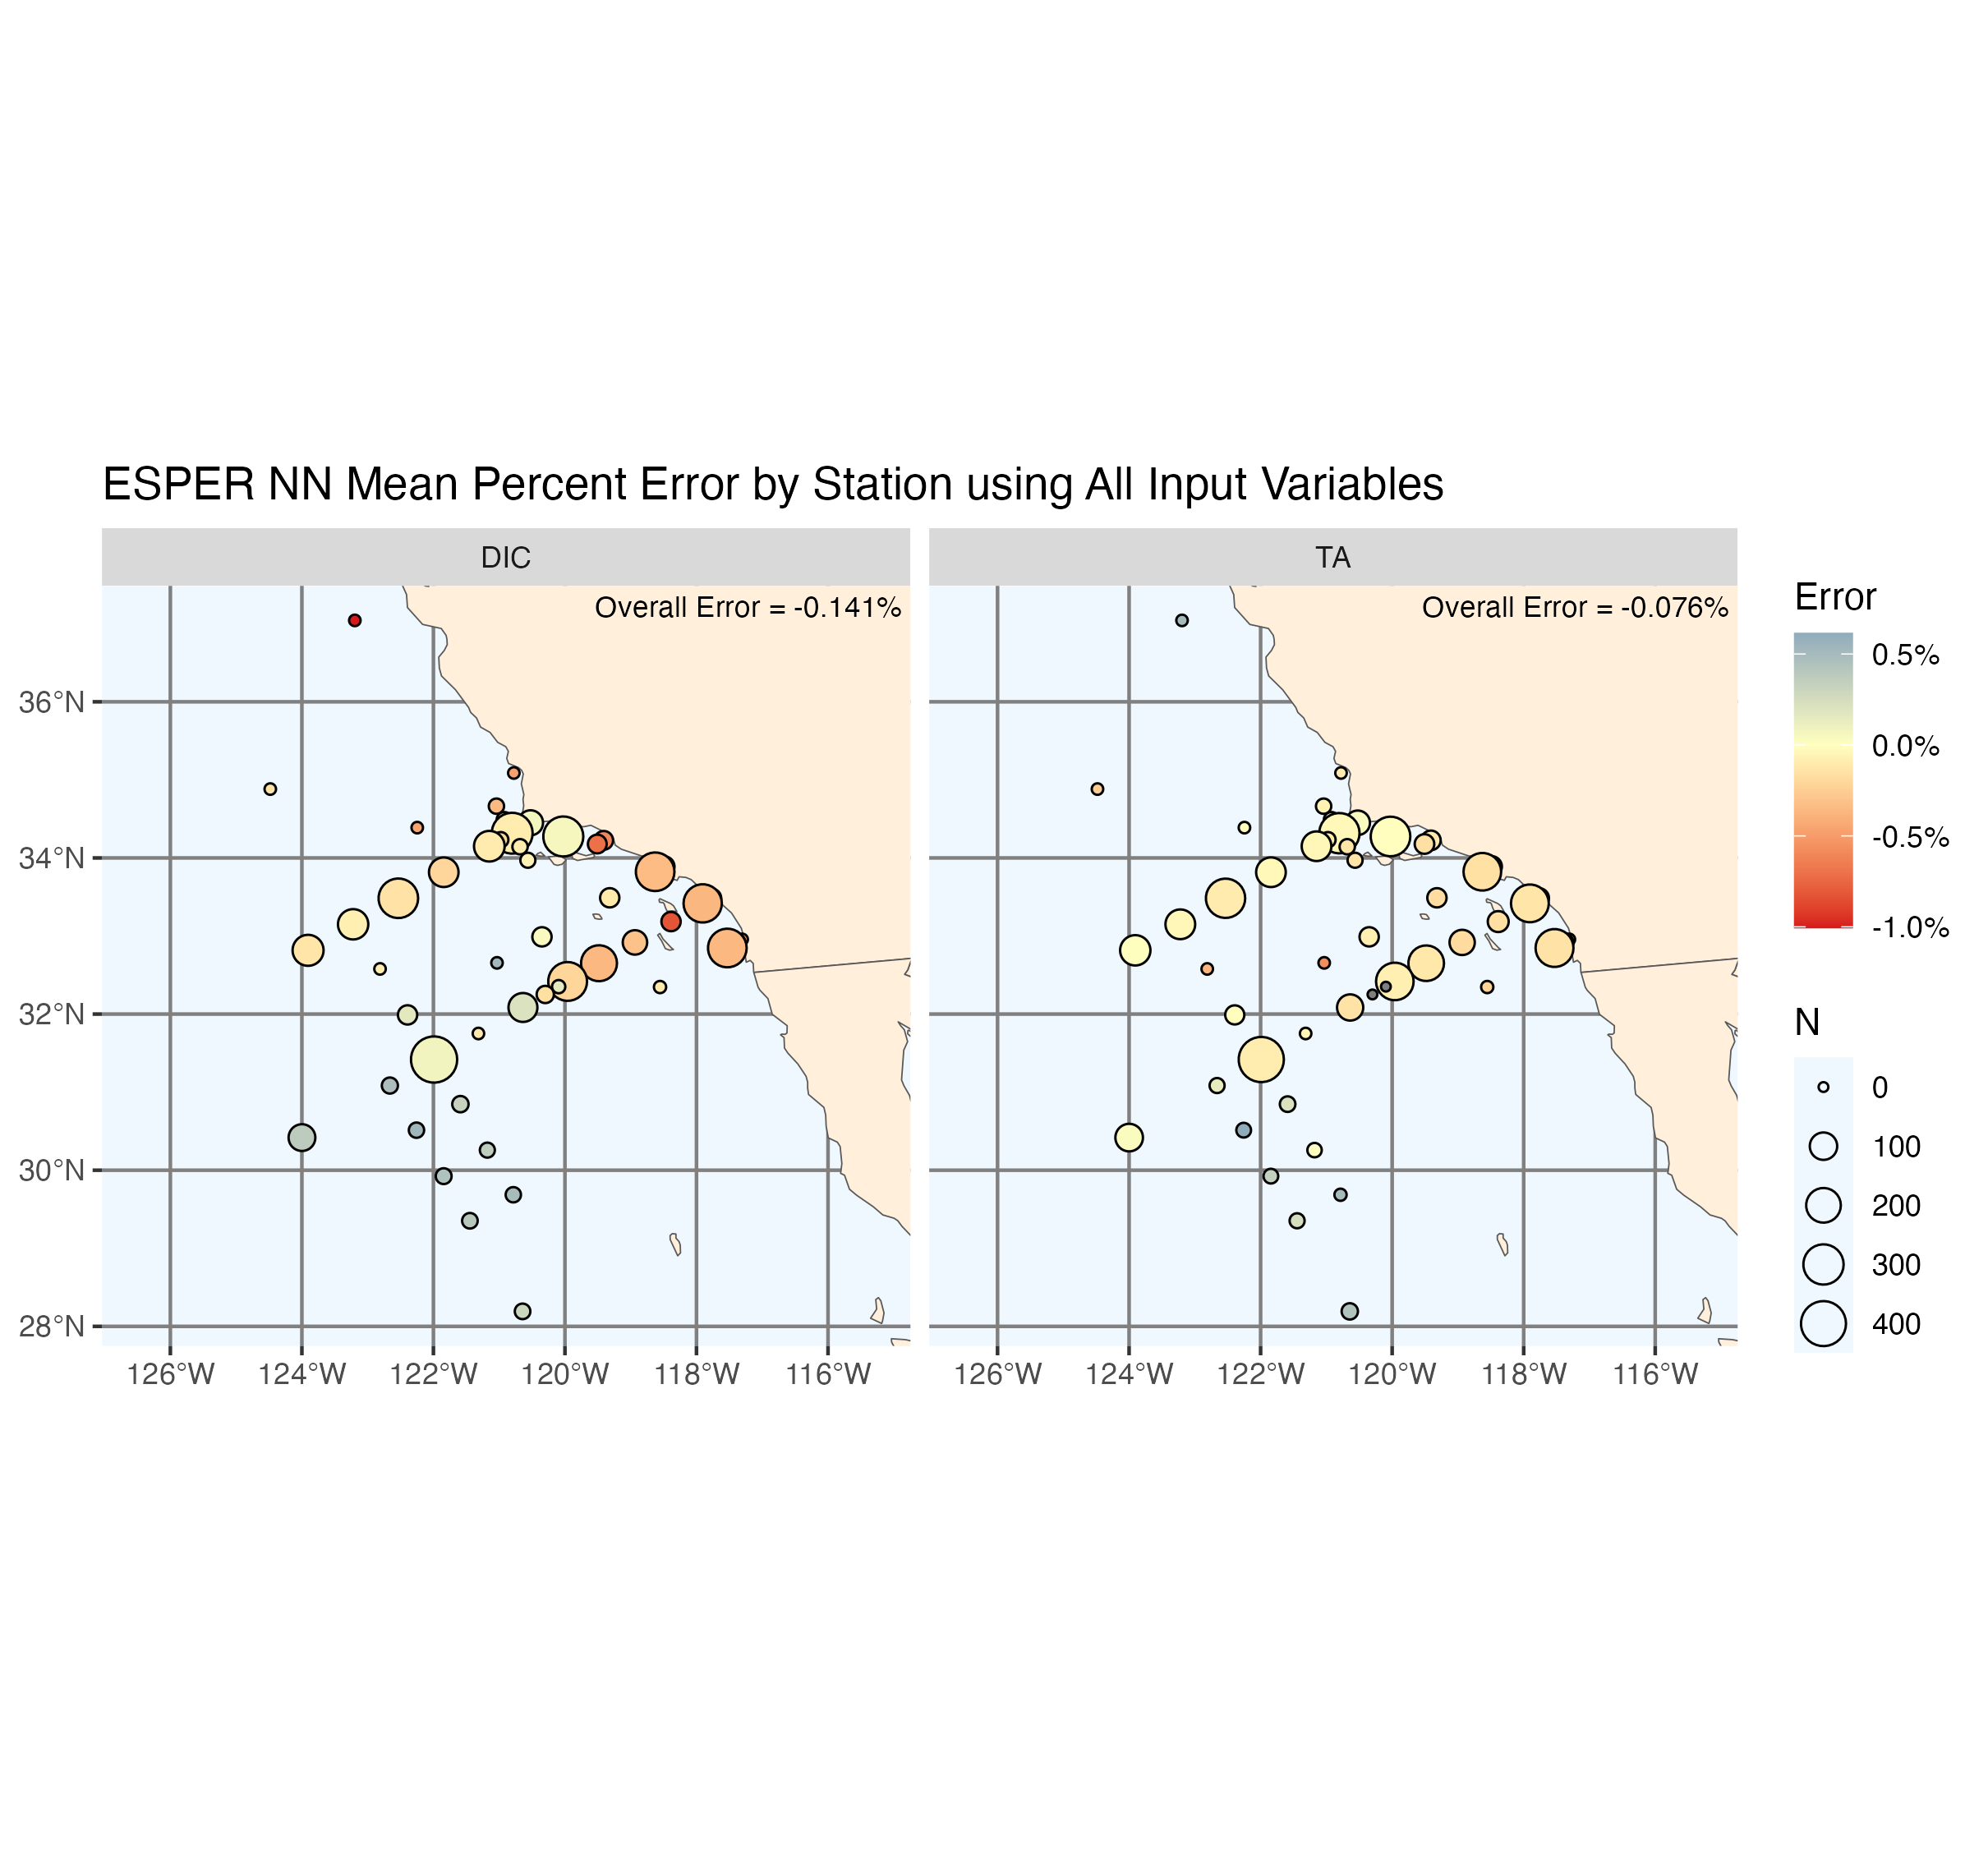 ESPER NN Mean Percent Error by Station using All Input Variables
DIC
TA
Overall Error = -0.141%
Overall Error = -0.076%
36°N
34°N
32°N
30°N
28°N
126°W 124°W 122°W 120°W 118°W 116°W
126°W 124°W 122°W 120°W 118°W 116°W
Error
0.5%
0.0%
-0.5%
-1.0%
N
0
100
200
300
400